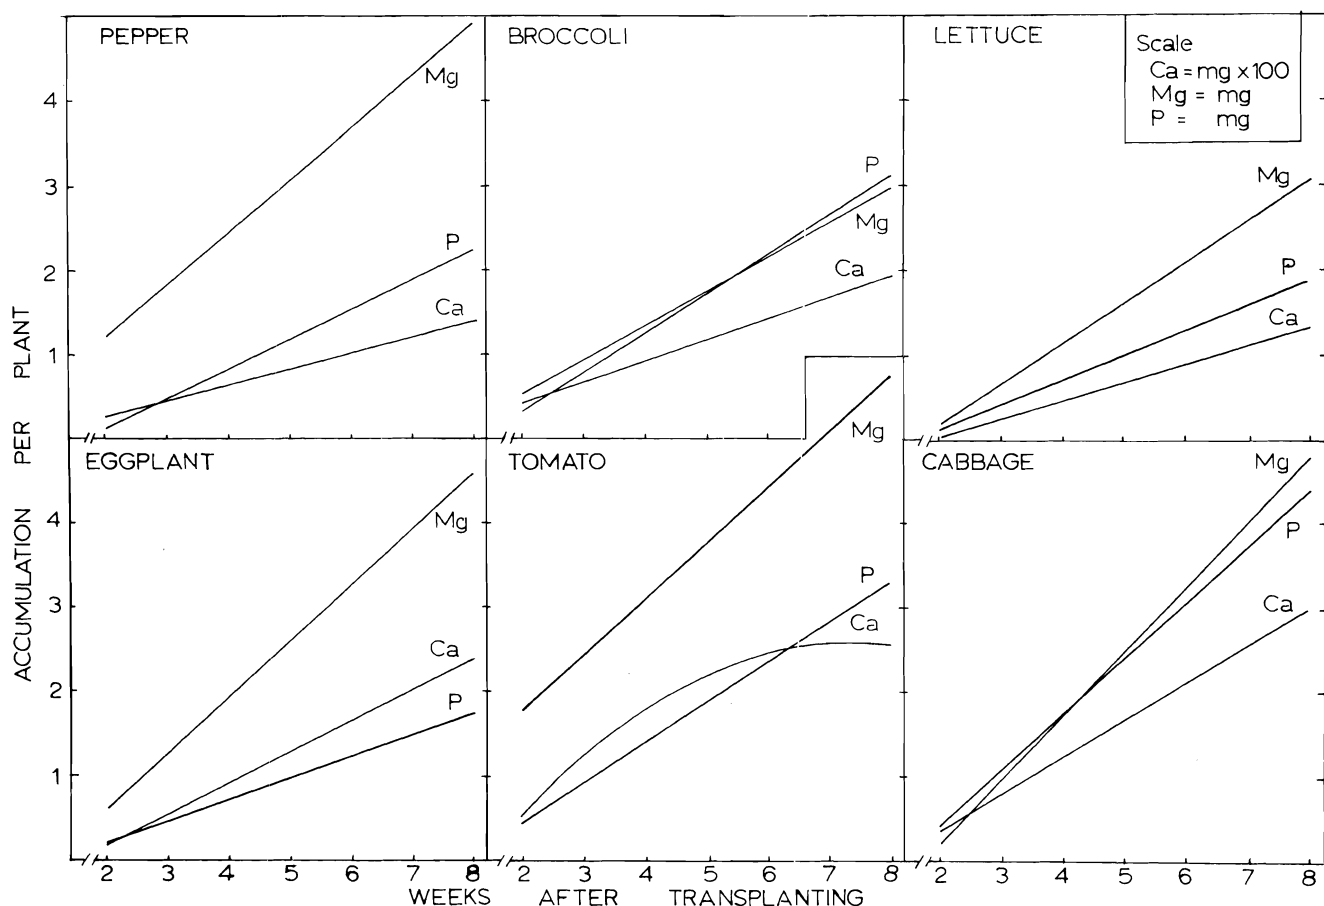 PEPPER
BROCCOLI
LETTUCE
Scale
Ca = mg x 100
Mg = mg
P = mg
Mg
P
Ca
4
3
2
1
P
Mg
Ca
Mg
P
Ca
ACCUMULATION PER PLANT
EGGPLANT
TOMATO
CABBAGE
Mg
Ca
P
4
3
2
1
Mg
P
Ca
Mg
P
Ca
2 3 4 5 6 7 8
2 3 4 5 6 7 8
2 3 4 5 6 7 8
WEEKS AFTER TRANSPLANTING